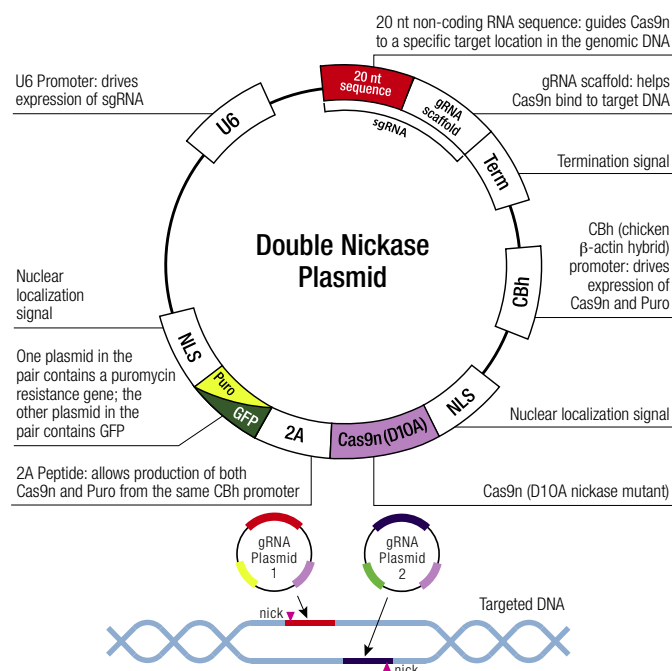 20 nt non-coding RNA sequence: guides Cas9n
to a specific target location in the genomic DNA
U6 Promoter: drives
expression of sgRNA
gRNA scaffold: helps
Cas9n bind to target DNA
20 nt
sequence
gRNA
scaffold
sgRNA
U6
Term
Termination signal
Double Nickase
Plasmid
CBh (chicken
β-actin hybrid)
promoter: drives
expression of
Cas9n and Puro
CBh
Nuclear
localization
signal
NLS
One plasmid in the
pair contains a puromycin
resistance gene; the
other plasmid in the
pair contains GFP
Puro
GFP
2A
Cas9n (D10A)
NLS
Nuclear localization signal
2A Peptide: allows production of both
Cas9n and Puro from the same CBh promoter
Cas9n (D10A nickase mutant)
gRNA
Plasmid
1
gRNA
Plasmid
2
Targeted DNA
nick
nick